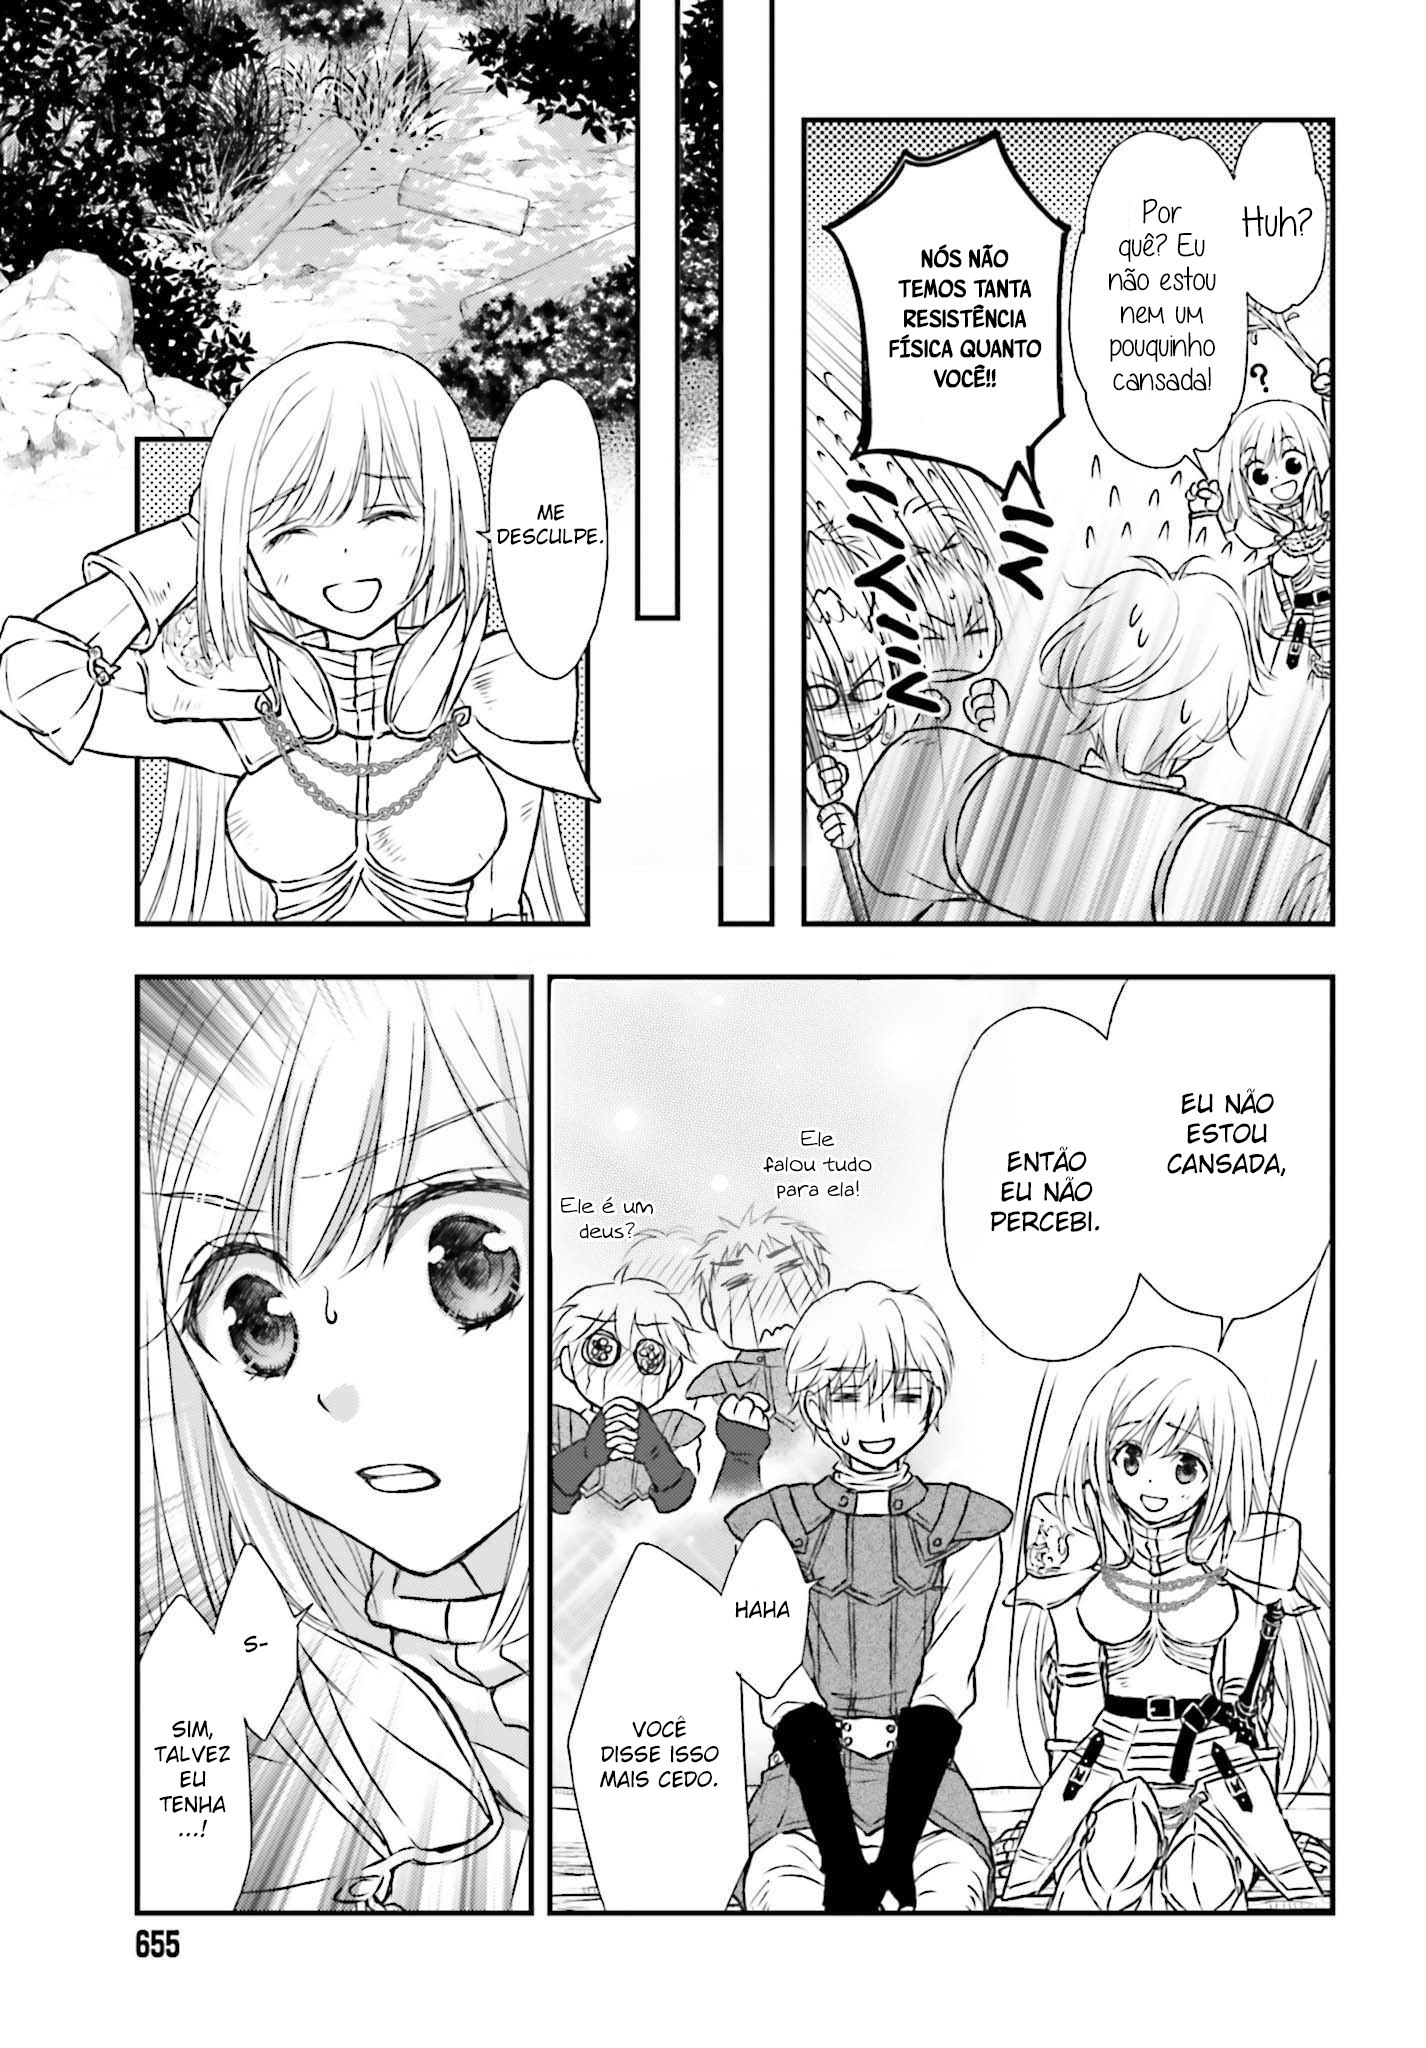 Huh?
Por
quê? Eu
não estou
nem um
pouquinho
cansada!
?
NÓS NÃO
TEMOS TANTA
RESISTÊNCIA
FÍSICA QUANTO
VOCÊ!!
ME
DESCULPE.
EU NÃO
ESTOU
CANSADA,
ENTÃO
EU NÃO
PERCEBI.
Ele
falou tudo
para ela!
Ele é um
deus?
HAHA
VOCÊ
DISSE ISSO
MAIS CEDO.
S-
SIM,
TALVEZ
EU
TENHA
...!
655